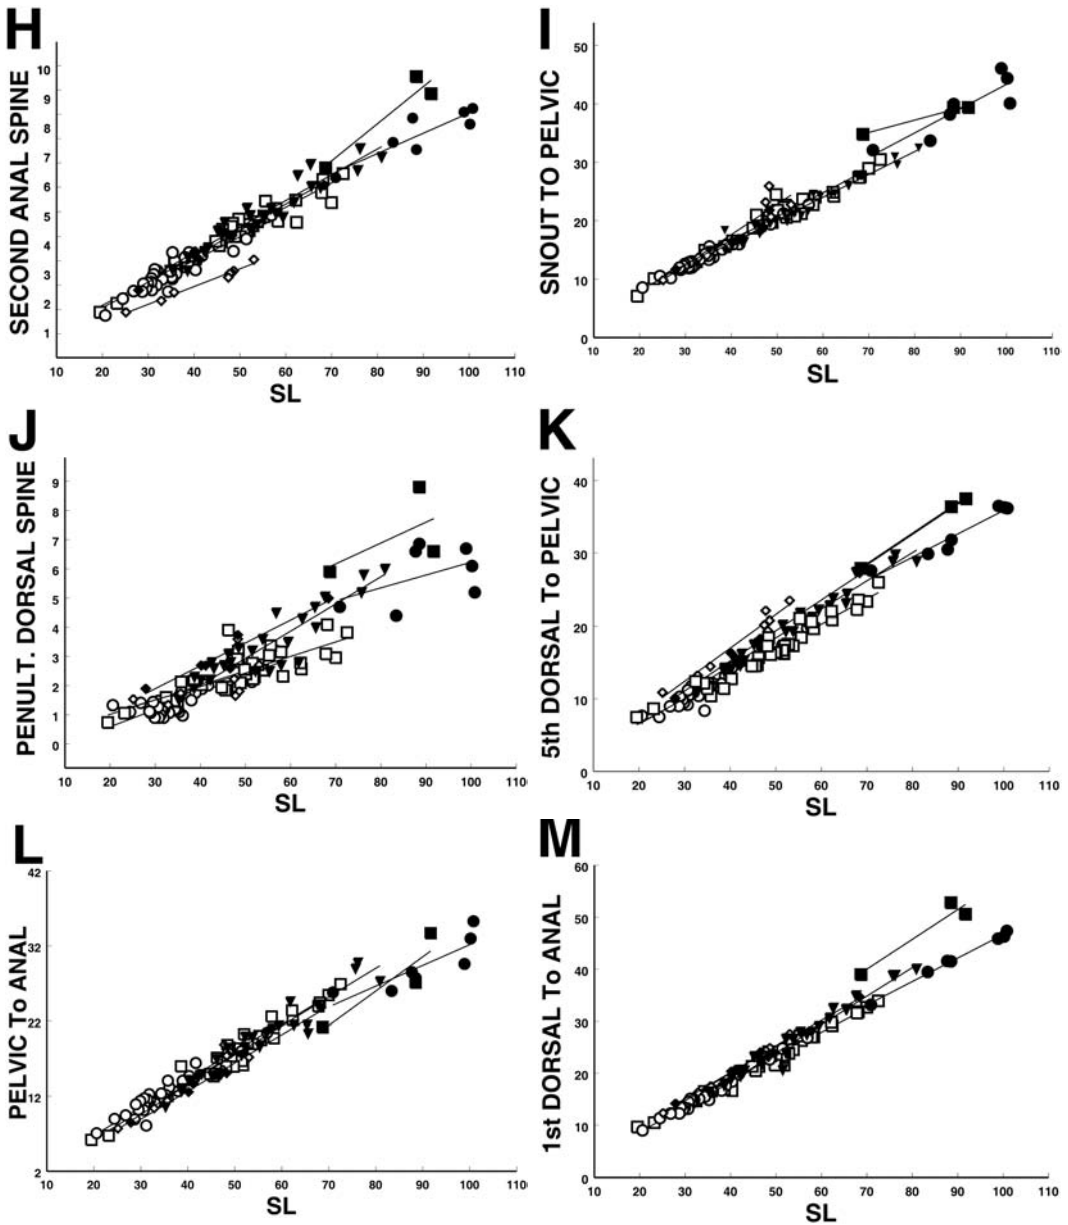 H
SECOND ANAL SPINE
10
9
8
7
6
5
4
3
2
1
10 20 30 40 50 60 70 80 90 100 110
SL
I
SNOUT TO PELVIC
50
40
30
20
10
0
10 20 30 40 50 60 70 80 90 100 110
SL
J
PENULT. DORSAL SPINE
9
8
7
6
5
4
3
2
1
0
10 20 30 40 50 60 70 80 90 100 110
SL
K
5th DORSAL To PELVIC
40
30
20
10
0
10 20 30 40 50 60 70 80 90 100 110
SL
L
PELVIC To ANAL
42
32
22
12
2
10 20 30 40 50 60 70 80 90 100 110
SL
M
1st DORSAL To ANAL
60
50
40
30
20
10
0
10 20 30 40 50 60 70 80 90 100 110
SL